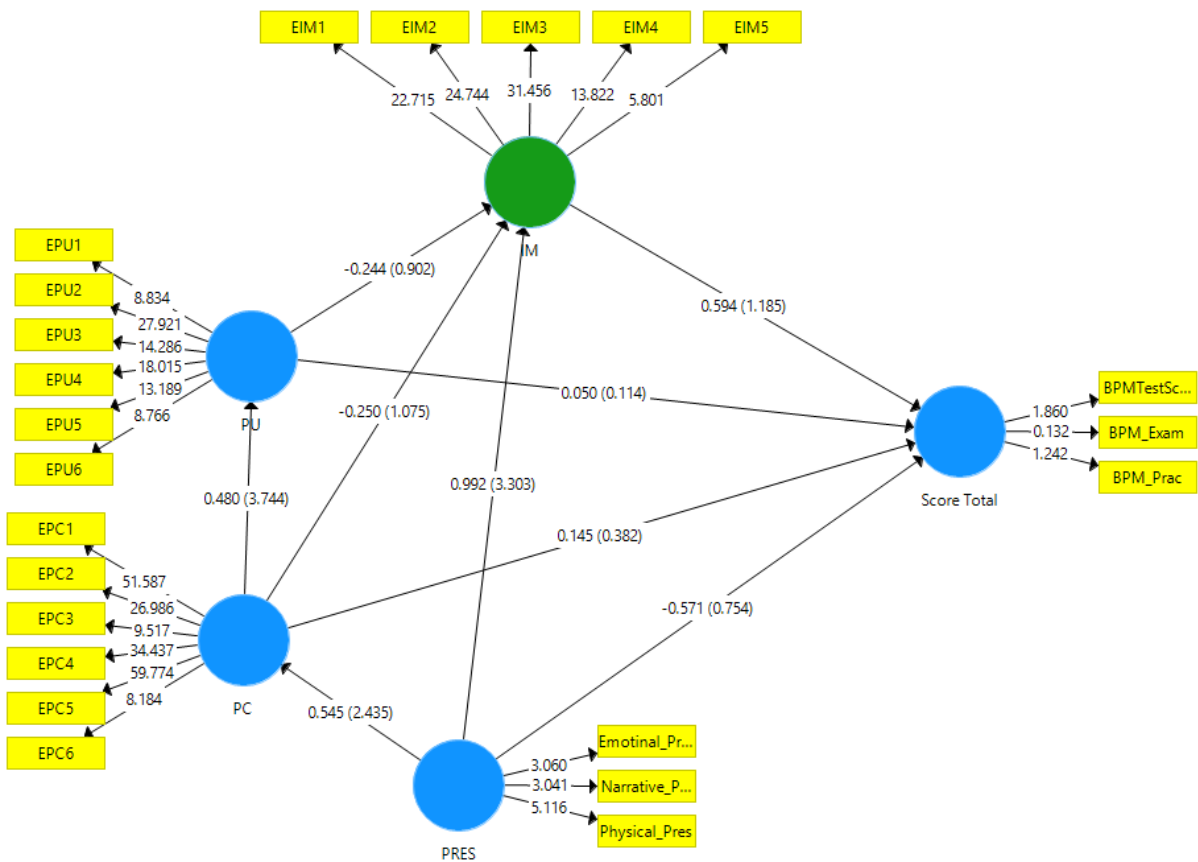 EIM1 EIM2 EIM3 EIM4 EIM5
22.715 24.744 31.456 13.822 5.801
IM
EPU1
EPU2
EPU3
EPU4
EPU5
EPU6
8.834
27.921
14.286
18.015
13.189
8.766
PU
-0.244 (0.902)
0.594 (1.185)
0.050 (0.114)
-0.250 (1.075)
0.480 (3.744)
0.992 (3.303)
0.145 (0.382)
-0.571 (0.754)
0.545 (2.435)
BPMTestSc...
BPM_Exam
BPM_Prac
1.860
0.132
1.242
Score Total
EPC1
EPC2
EPC3
EPC4
EPC5
EPC6
51.587
26.986
9.517
34.437
59.774
8.184
PC
Emotinal_Pr...
Narrative_P...
Physical_Pres
3.060
3.041
5.116
PRES